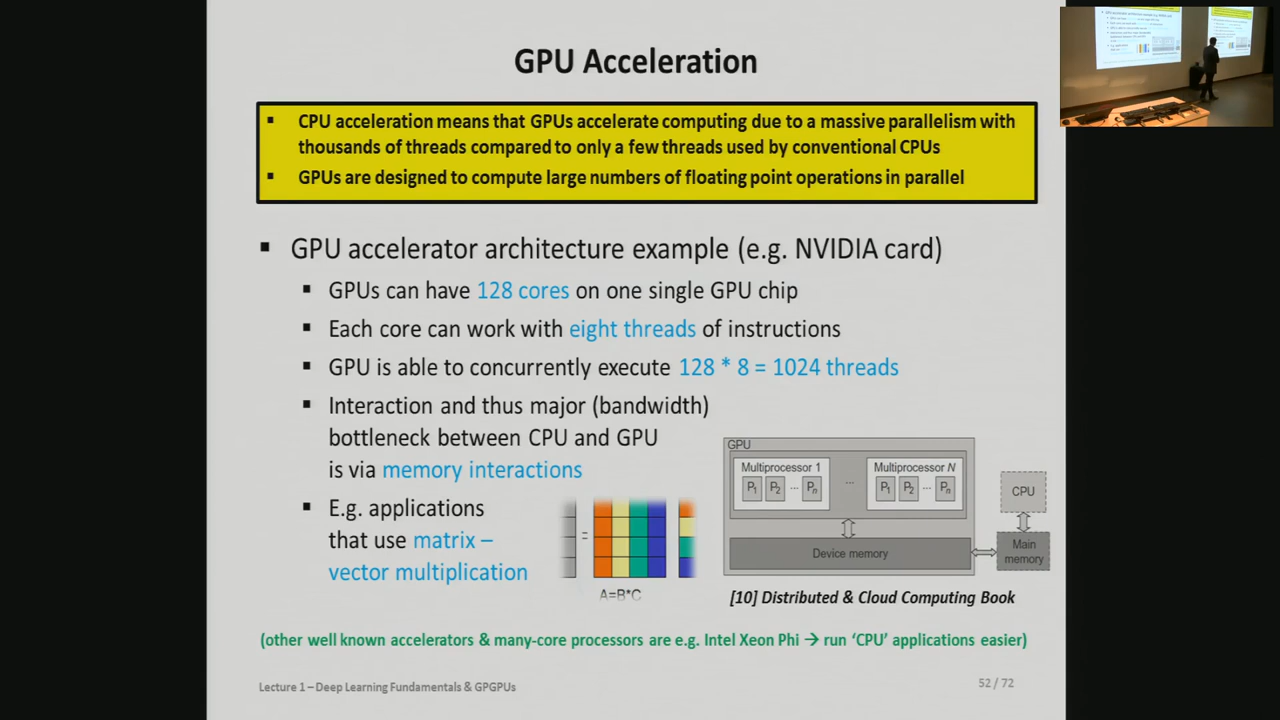 GPU Acceleration
▪ CPU acceleration means that GPUs accelerate computing due to a massive parallelism with
thousands of threads compared to only a few threads used by conventional CPUs
▪ GPUs are designed to compute large numbers of floating point operations in parallel
▪ GPU accelerator architecture example (e.g. NVIDIA card)
▪ GPUs can have 128 cores on one single GPU chip
▪ Each core can work with eight threads of instructions
▪ GPU is able to concurrently execute 128 * 8 = 1024 threads
▪ Interaction and thus major (bandwidth)
bottleneck between CPU and GPU
is via memory interactions
▪ E.g. applications
that use matrix –
vector multiplication
=
A=B*C
GPU
Multiprocessor 1
P1 P2 ... Pn
...
Multiprocessor N
P1 P2 ... Pn
Device memory
CPU
Main
memory
[10] Distributed & Cloud Computing Book
(other well known accelerators & many-core processors are e.g. Intel Xeon Phi → run ‘CPU’ applications easier)
Lecture 1 – Deep Learning Fundamentals & GPGPUs
52 / 72